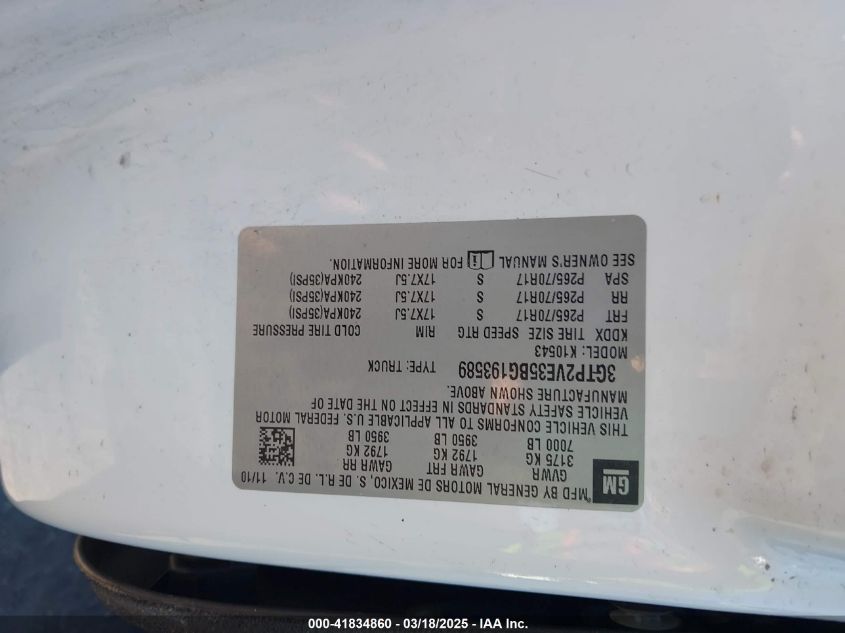 MFD BY GENERAL MOTORS DE MEXICO, S. DE R.L. DE C.V. 11/10
GM
GVWR GAWR FRT GAWR RR
3175 KG 1792 KG 1792 KG
7000 LB 3950 LB 3950 LB
THIS VEHICLE CONFORMS TO ALL APPLICABLE U.S. FEDERAL MOTOR
VEHICLE SAFETY STANDARDS IN EFFECT ON THE DATE OF
MANUFACTURE SHOWN ABOVE.
3GTP2VE35BG193589 TYPE: TRUCK
MODEL: K10543
KDDX TIRE SIZE SPEED RTG RIM COLD TIRE PRESSURE
FRT P265/70R17 S 17X7.5J 240KPA(35PSI)
RR P265/70R17 S 17X7.5J 240KPA(35PSI)
SPA P265/70R17 S 17X7.5J 240KPA(35PSI)
SEE OWNER'S MANUAL FOR MORE INFORMATION.
000-41834860 - 03/18/2025 - IAA Inc.